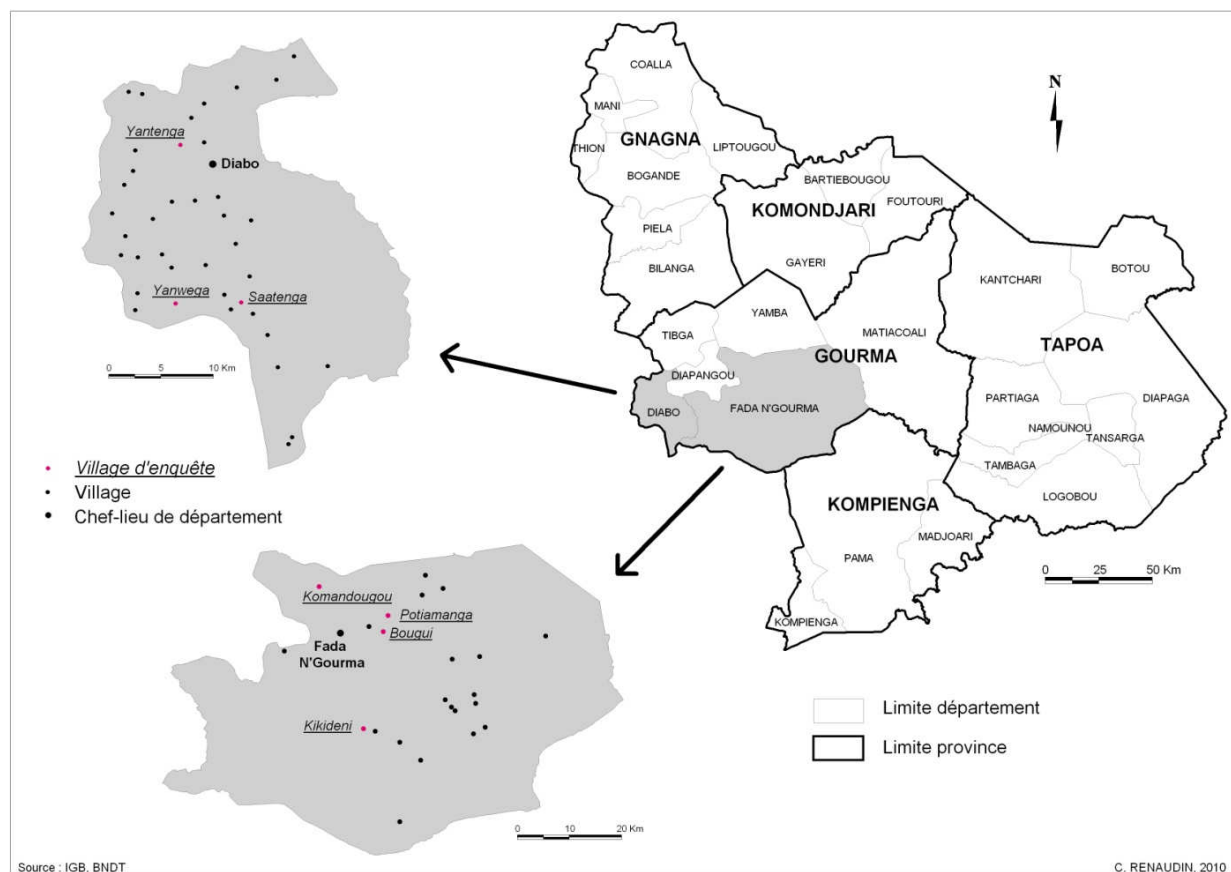 Yantenga
Diabo
Yanwega
Saatenga
0 5 10 Km
Village d'enquête
Village
Chef-lieu de département
Komandougou
Potiamanga
Bougui
Fada
N'Gourma
Kikideni
0 10 20 Km
N
COALLA
MANI
GNAGNA
THION
LIPTOUGOU
BOGANDE
BARTIEBOUGOU
FOUTOURI
KOMONDJARI
PIELA
GAYERI
BILANGA
KANTCHARI
BOTOU
YAMBA
TIBGA
MATIACOALI
TAPOA
GOURMA
DIAPANGOU
DIABO
FADA N'GOURMA
PARTIAGA
DIAPAGA
NAMOUNOU
TANSARGA
TAMBAGA
LOGOBOU
KOMPIENGA
MADJOARI
PAMA
KOMPIENGA
0 25 50 Km
Limite département
Limite province
Source : IGB, BNDT
C. RENAUDIN, 2010